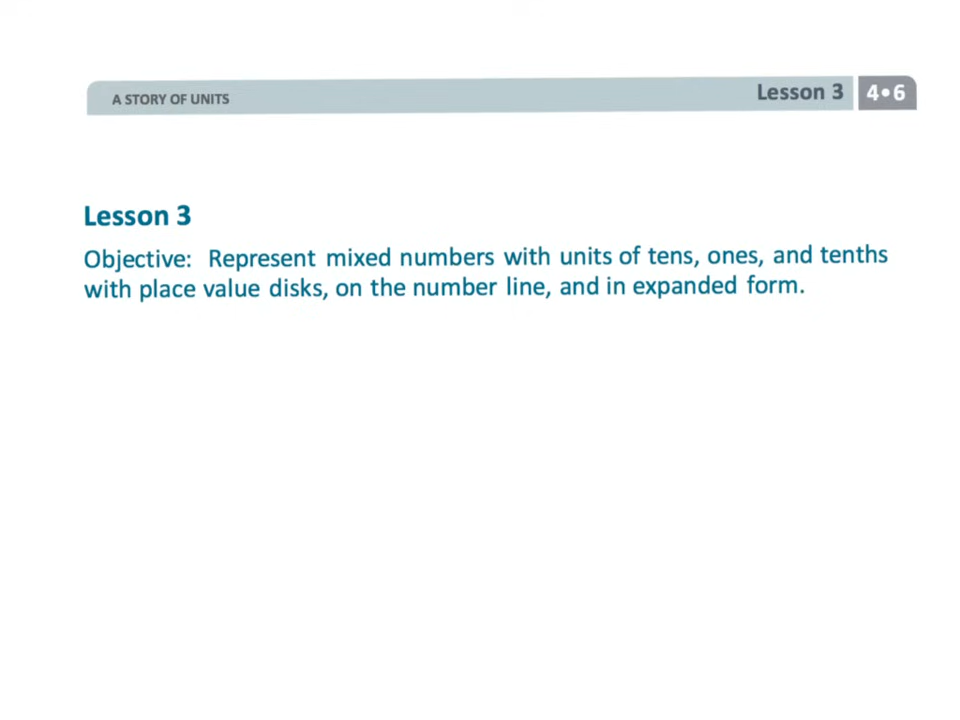 A STORY OF UNITS
Lesson 3 4•6
Lesson 3
Objective: Represent mixed numbers with units of tens, ones, and tenths
with place value disks, on the number line, and in expanded form.